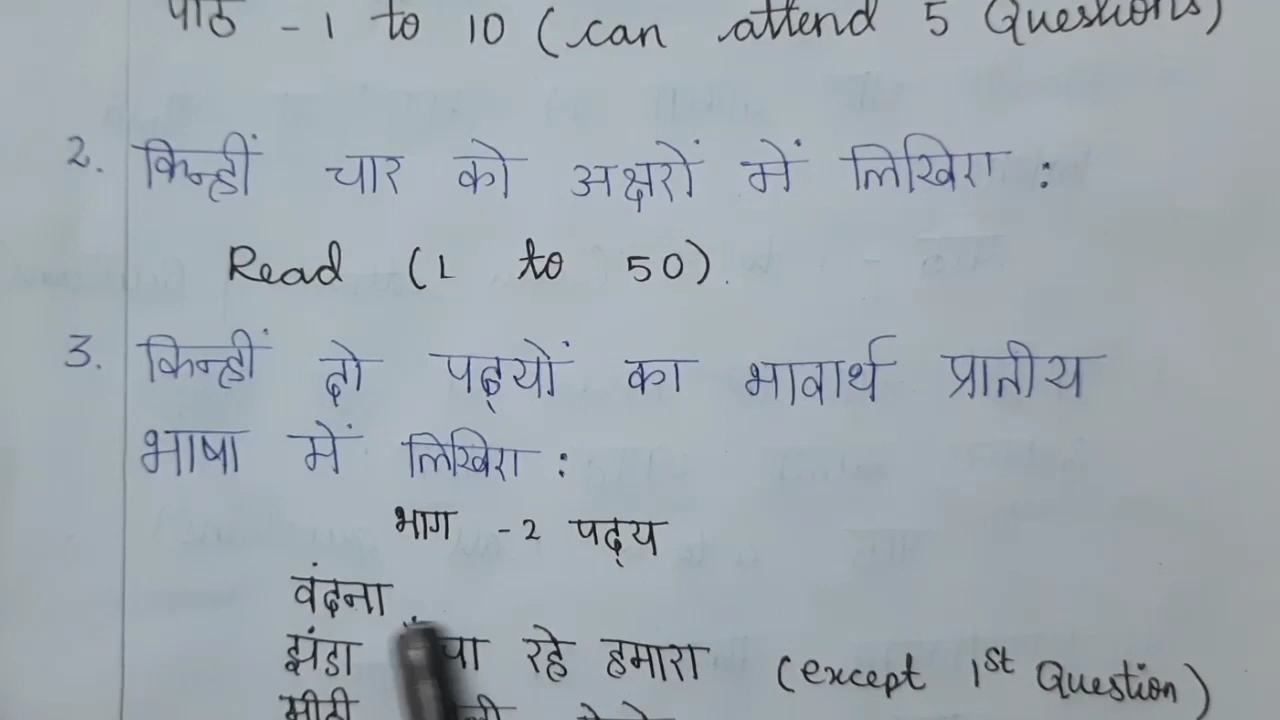 पाठ - 1 to 10 (can attend 5 Questions)
2. किन्हीं चार को अक्षरों में लिखिए :
Read (1 to 50).
3. किन्हीं दो पद्यों का भावार्थ प्रातीय
भाषा में लिखिए :
भाग - 2 पद्य
वंदना
झंडा रहे हमारा (except 1st Question)